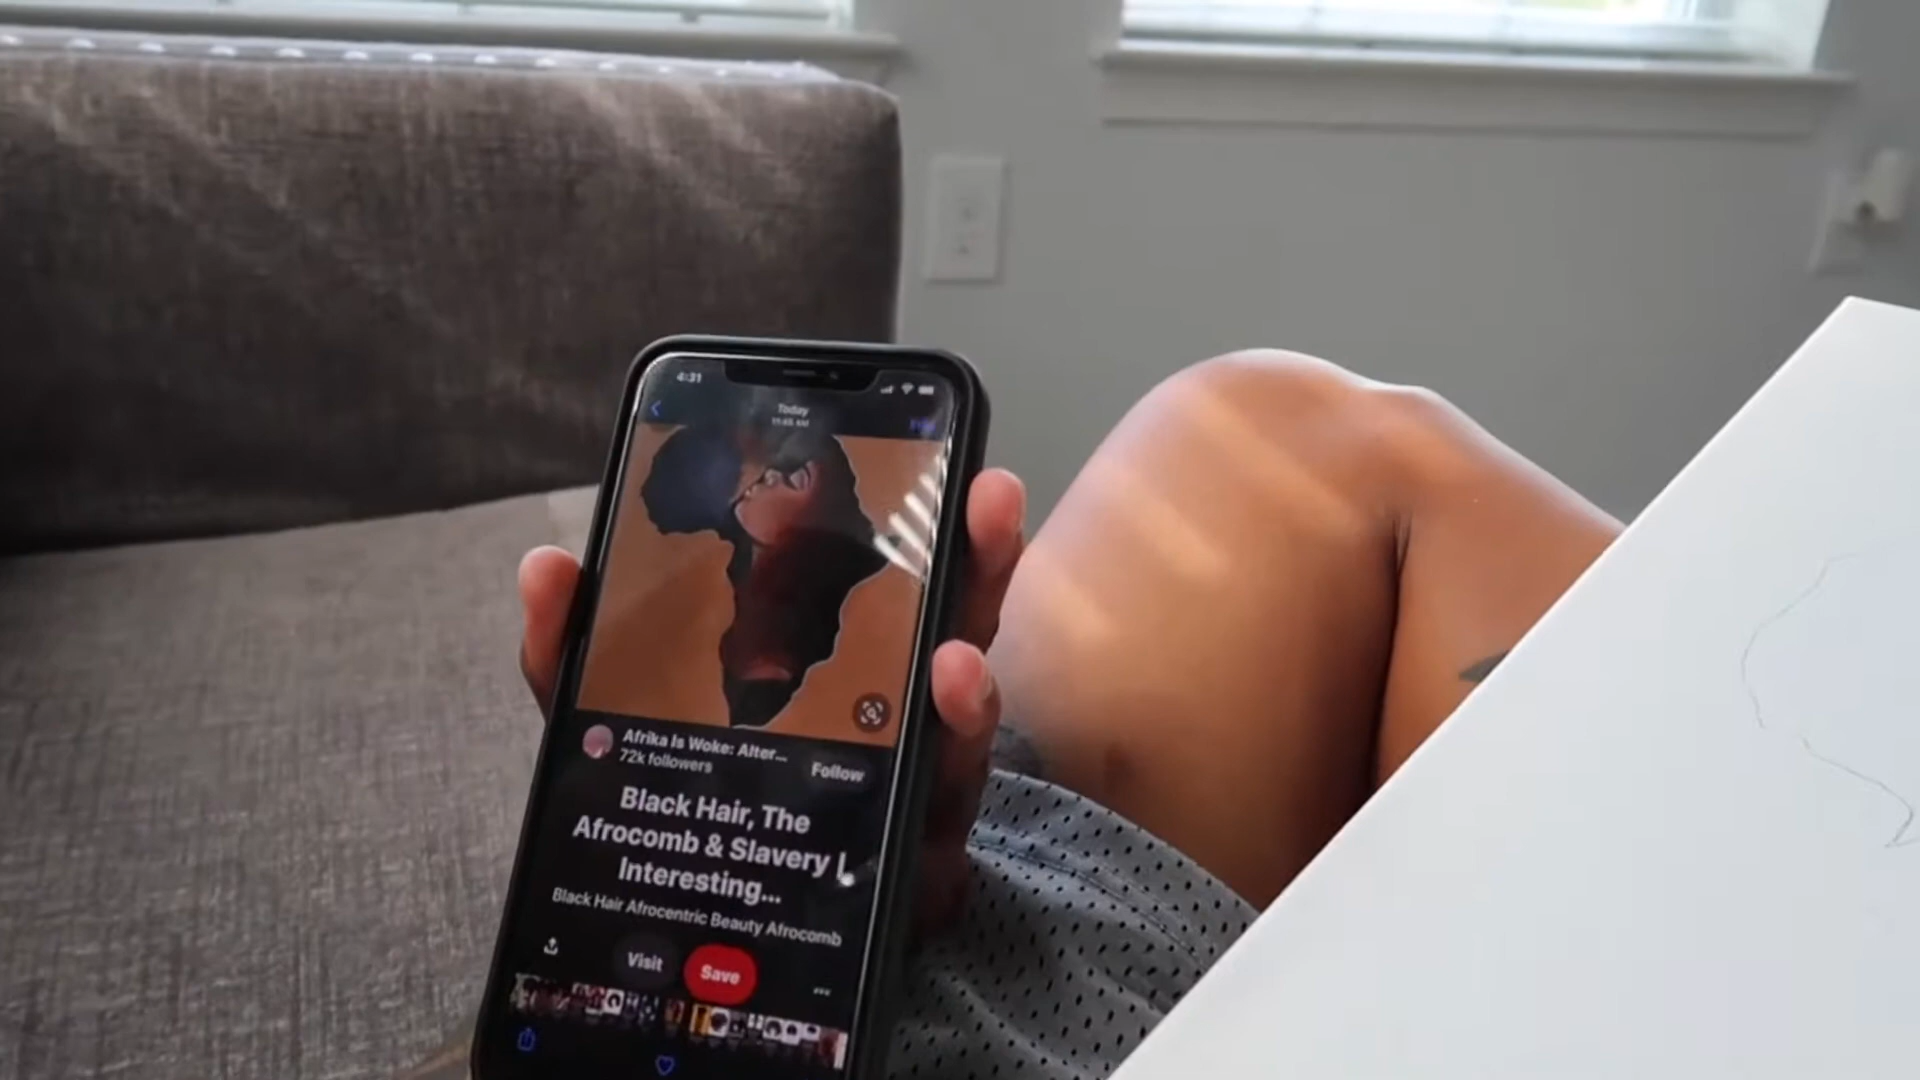 4:31
Today
Afrika Is Woke: Alter...
72k followers
Follow
Black Hair, The
Afrocomb & Slavery |
Interesting...
Black Hair Afrocentric Beauty Afrocomb
Visit
Save